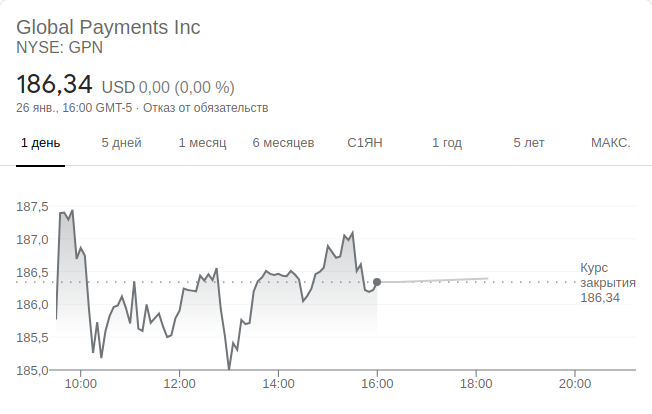 Global Payments Inc
NYSE: GPN
186,34 USD 0,00 (0,00 %)
26 янв., 16:00 GMT-5 · Отказ от обязательств
1 день 5 дней 1 месяц 6 месяцев С1ЯН 1 год 5 лет МАКС.
187,5
187,0
186,5
186,0
185,5
185,0
Курс
закрытия
186,34
10:00 12:00 14:00 16:00 18:00 20:00